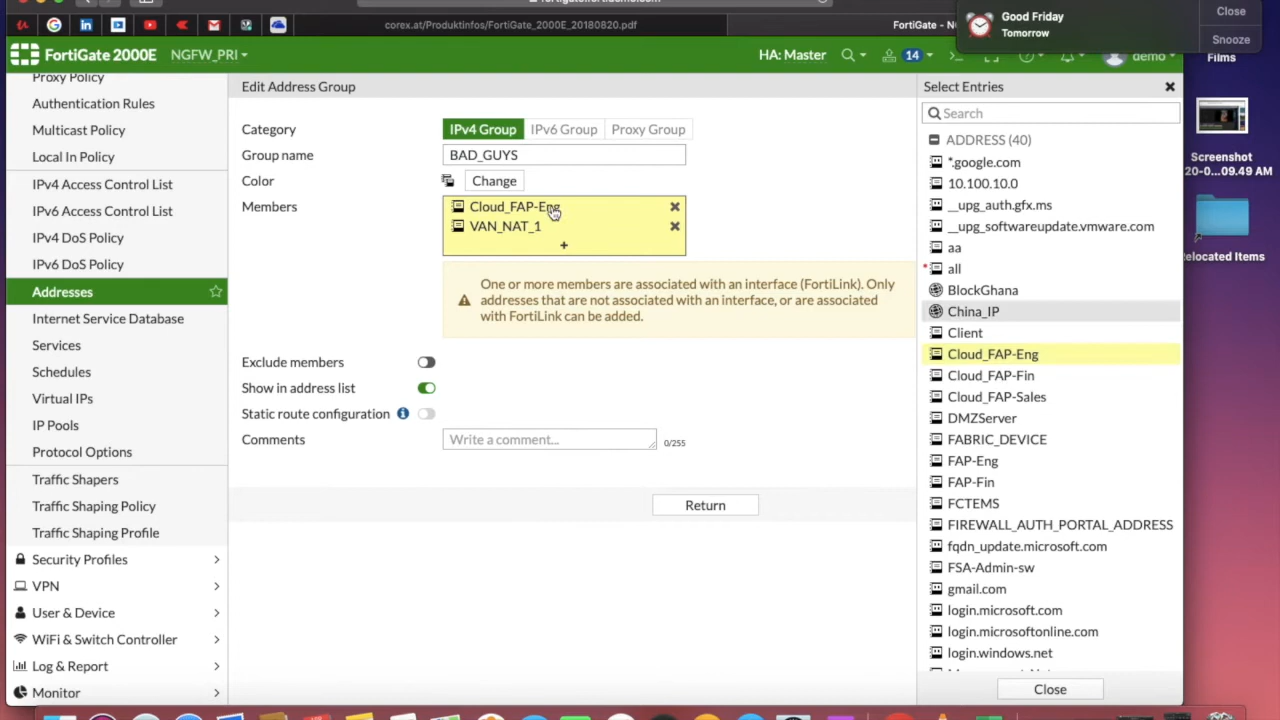 corex.at/Produktinfos/FortiGate_2000E_20180820.pdf
Good Friday
Tomorrow
Close
Snooze
FortiGate 2000E
NGFW_PRI
HA: Master
14
demo
Films
Screenshot
20-0...09.49 AM
Relocated Items
Proxy Policy
Authentication Rules
Multicast Policy
Local In Policy
IPv4 Access Control List
IPv6 Access Control List
IPv4 DoS Policy
IPv6 DoS Policy
Addresses
Internet Service Database
Services
Schedules
Virtual IPs
IP Pools
Protocol Options
Traffic Shapers
Traffic Shaping Policy
Traffic Shaping Profile
Security Profiles
VPN
User & Device
WiFi & Switch Controller
Log & Report
Monitor
Edit Address Group
Category IPv4 Group IPv6 Group Proxy Group
Group name BAD_GUYS
Color Change
Members Cloud_FAP-Eng
VAN_NAT_1
+
One or more members are associated with an interface (FortiLink). Only
addresses that are not associated with an interface, or are associated
with FortiLink can be added.
Exclude members
Show in address list
Static route configuration
Comments Write a comment... 0/255
Return
Select Entries
Search
ADDRESS (40)
*.google.com
10.100.10.0
__upg_auth.gfx.ms
__upg_softwareupdate.vmware.com
aa
all
BlockGhana
China_IP
Client
Cloud_FAP-Eng
Cloud_FAP-Fin
Cloud_FAP-Sales
DMZServer
FABRIC_DEVICE
FAP-Eng
FAP-Fin
FCTEMS
FIREWALL_AUTH_PORTAL_ADDRESS
fqdn_update.microsoft.com
FSA-Admin-sw
gmail.com
login.microsoft.com
login.microsoftonline.com
login.windows.net
Close